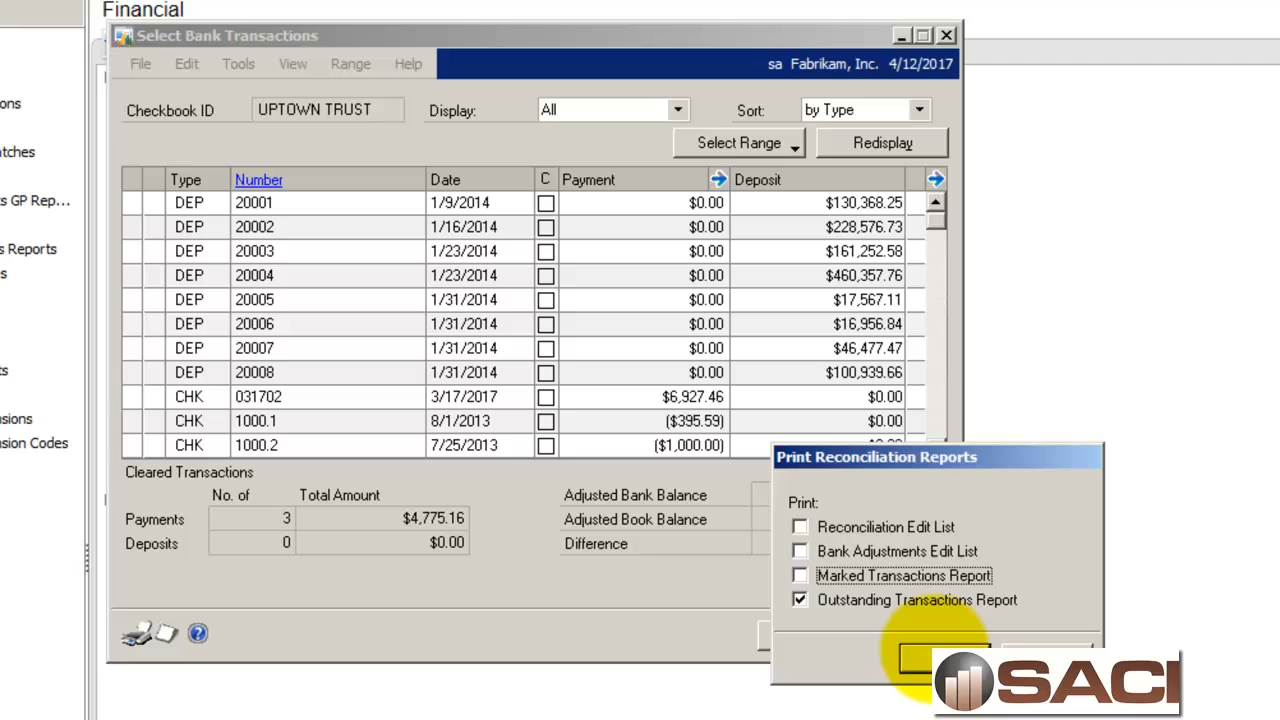 Financial
Select Bank Transactions
File Edit Tools View Range Help sa Fabrikam, Inc. 4/12/2017
Checkbook ID UPTOWN TRUST Display: All Sort: by Type
Select Range Redisplay
Type Number Date C Payment Deposit
DEP 20001 1/9/2014 $0.00 $130,368.25
DEP 20002 1/16/2014 $0.00 $228,576.73
DEP 20003 1/23/2014 $0.00 $161,252.58
DEP 20004 1/23/2014 $0.00 $460,357.76
DEP 20005 1/31/2014 $0.00 $17,567.11
DEP 20006 1/31/2014 $0.00 $16,956.84
DEP 20007 1/31/2014 $0.00 $46,477.47
DEP 20008 1/31/2014 $0.00 $100,939.66
CHK 031702 3/17/2017 $6,927.46 $0.00
CHK 1000.1 8/1/2013 ($395.59) $0.00
CHK 1000.2 7/25/2013 ($1,000.00)
Cleared Transactions
No. of Total Amount
Payments 3 $4,775.16
Deposits 0 $0.00
Adjusted Bank Balance
Adjusted Book Balance
Difference
Print Reconciliation Reports
Print:
Reconciliation Edit List
Bank Adjustments Edit List
Marked Transactions Report
Outstanding Transactions Report
ons
atches
s GP Rep...
s Reports
s
ts
nsions
nsion Codes
SACI